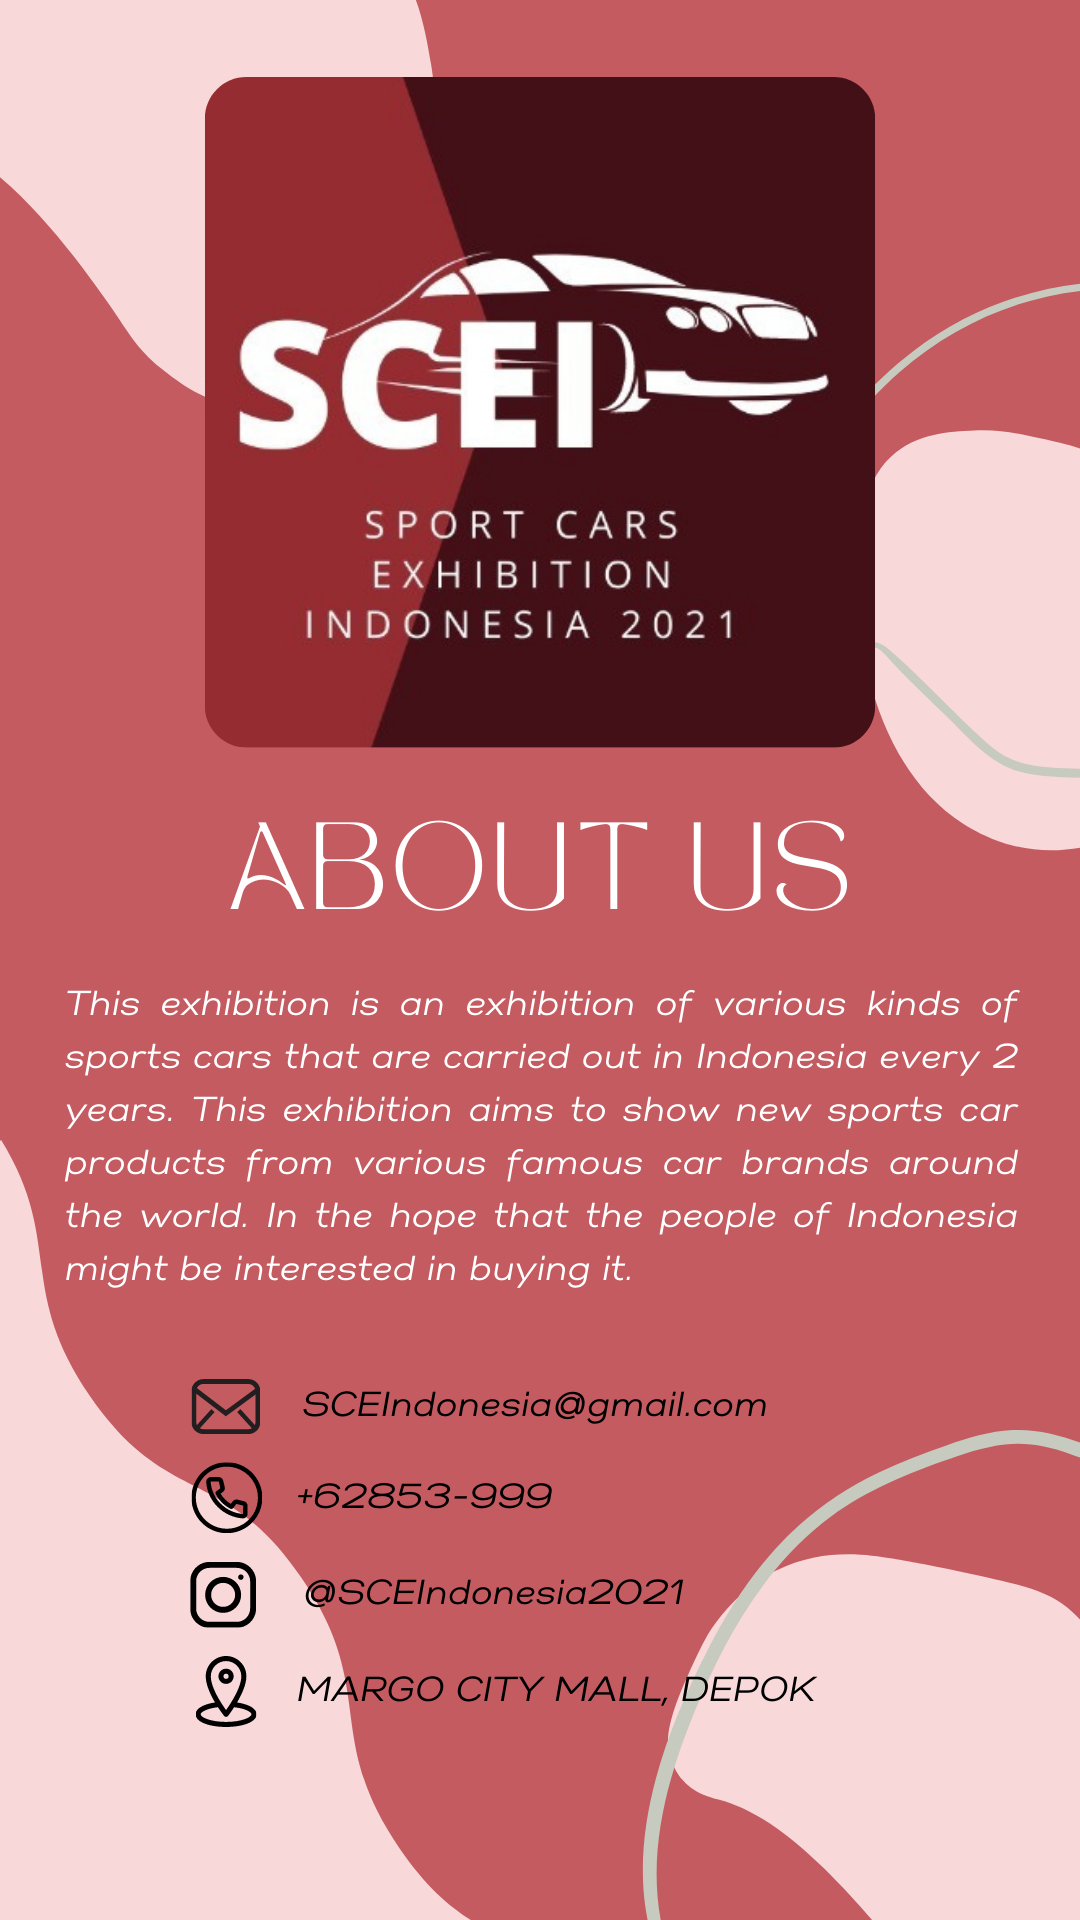 SCEI
SPORT CARS
EXHIBITION
INDONESIA 2021
ABOUT US
This exhibition is an exhibition of various kinds of
sports cars that are carried out in Indonesia every 2
years. This exhibition aims to show new sports car
products from various famous car brands around
the world. In the hope that the people of Indonesia
might be interested in buying it.
SCEIndonesia@gmail.com
+62853-999
@SCEIndonesia2021
MARGO CITY MALL, DEPOK